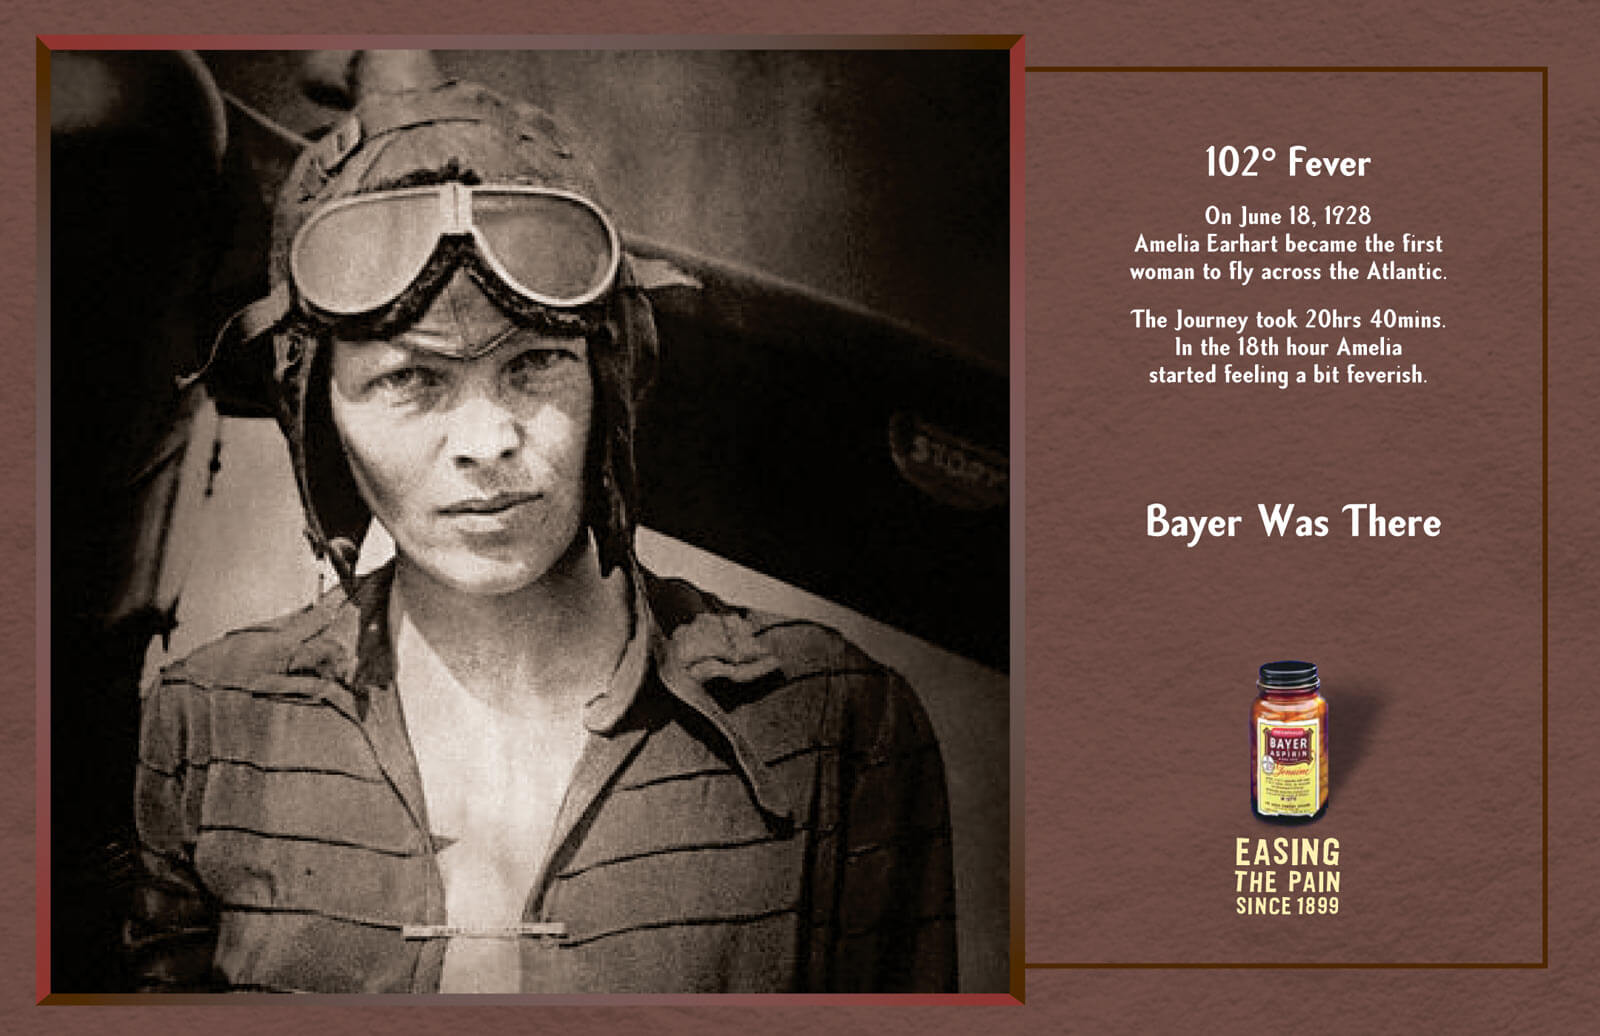 102° Fever
On June 18, 1928
Amelia Earhart became the first
woman to fly across the Atlantic.
The Journey took 20hrs 40mins.
In the 18th hour Amelia
started feeling a bit feverish.
Bayer Was There
BAYER
ASPIRIN
EASING
THE PAIN
SINCE 1899